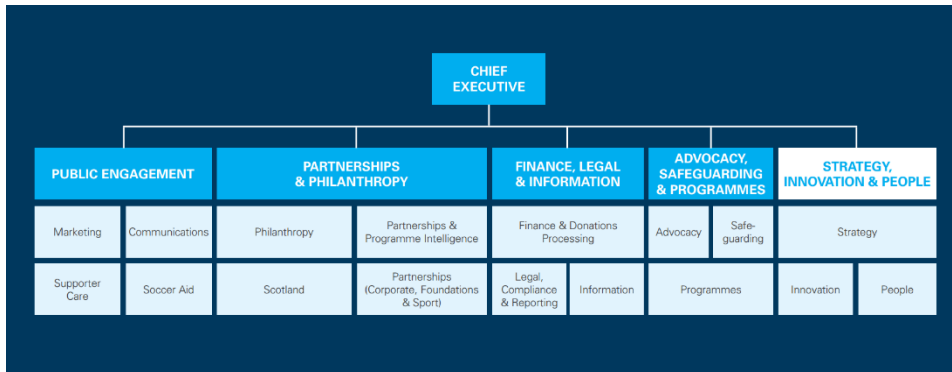 CHIEF
EXECUTIVE
PUBLIC ENGAGEMENT
PARTNERSHIPS
& PHILANTHROPY
FINANCE, LEGAL
& INFORMATION
ADVOCACY,
SAFEGUARDING
& PROGRAMMES
STRATEGY,
INNOVATION & PEOPLE
Marketing
Communications
Philanthropy
Partnerships &
Programme Intelligence
Finance & Donations
Processing
Advocacy
Safe-
guarding
Strategy
Supporter
Care
Soccer Aid
Scotland
Partnerships
(Corporate, Foundations
& Sport)
Legal,
Compliance
& Reporting
Information
Programmes
Innovation
People